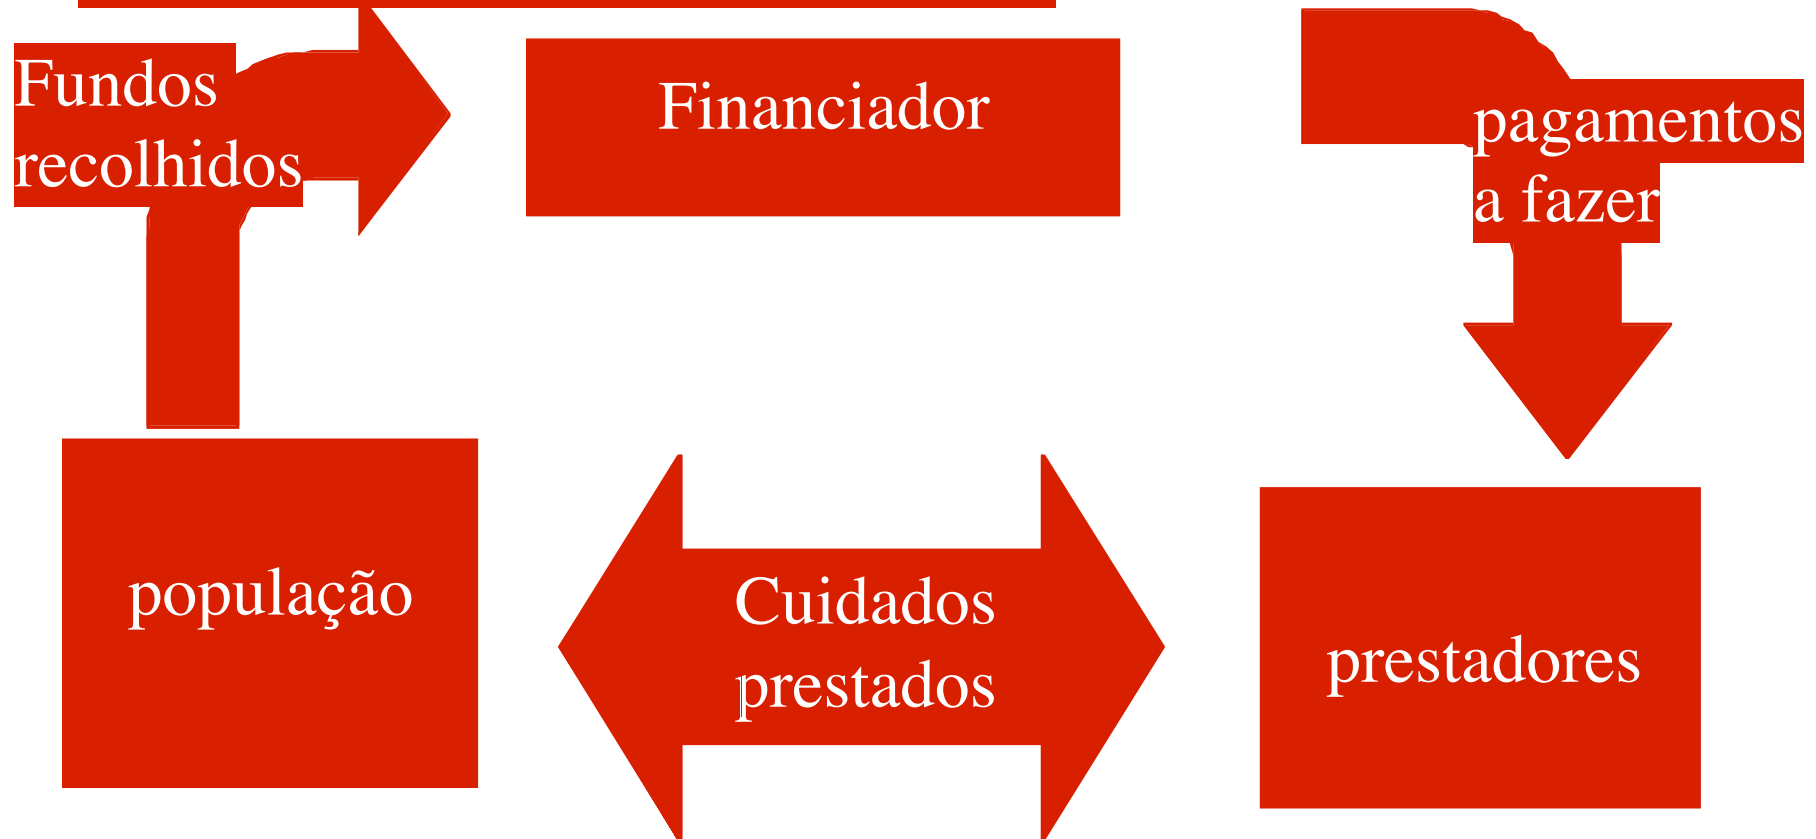 Fundos
recolhidos
Financiador
pagamentos
a fazer
população
Cuidados
prestados
prestadores